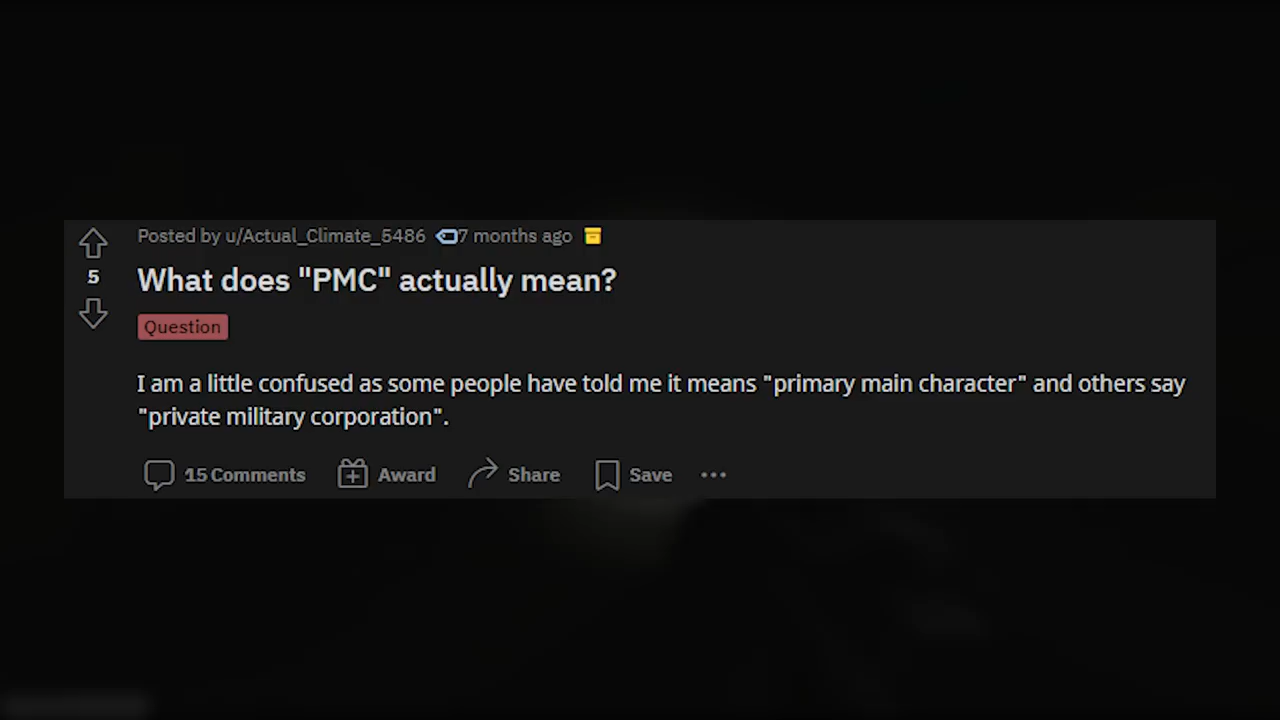 Posted by u/Actual_Climate_5486 7 months ago
5
What does "PMC" actually mean?
Question
I am a little confused as some people have told me it means "primary main character" and others say
"private military corporation".
15 Comments Award Share Save